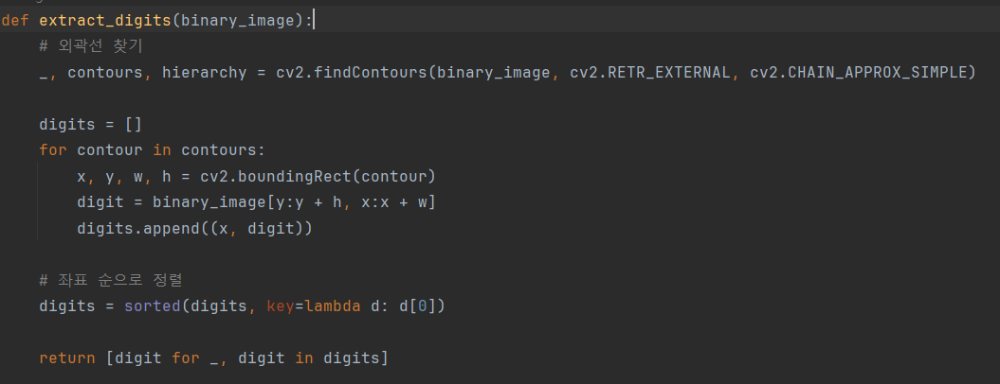 def extract_digits(binary_image):
    # 외곽선 찾기
    _, contours, hierarchy = cv2.findContours(binary_image, cv2.RETR_EXTERNAL, cv2.CHAIN_APPROX_SIMPLE)
    digits = []
    for contour in contours:
        x, y, w, h = cv2.boundingRect(contour)
        digit = binary_image[y:y + h, x:x + w]
        digits.append((x, digit))
    # 좌표 순으로 정렬
    digits = sorted(digits, key=lambda d: d[0])
    return [digit for _, digit in digits]